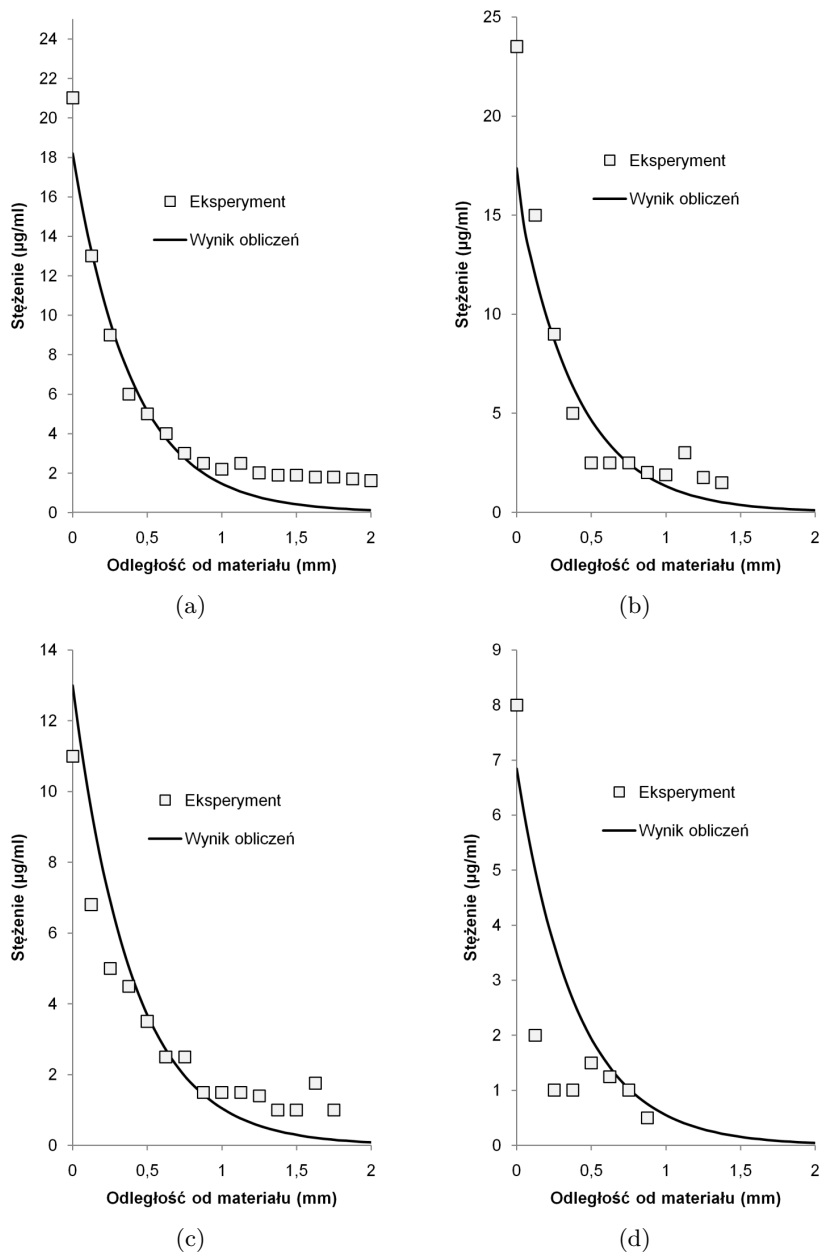 24
22
20
18
16
14
12
10
8
6
4
2
0
Stężenie (µg/ml)
Eksperyment
Wynik obliczeń
0 0,5 1 1,5 2
Odległość od materiału (mm)
(a)
25
20
15
10
5
0
Stężenie (µg/ml)
Eksperyment
Wynik obliczeń
0 0,5 1 1,5 2
Odległość od materiału (mm)
(b)
14
12
10
8
6
4
2
0
Stężenie (µg/ml)
Eksperyment
Wynik obliczeń
0 0,5 1 1,5 2
Odległość od materiału (mm)
(c)
9
8
7
6
5
4
3
2
1
0
Stężenie (µg/ml)
Eksperyment
Wynik obliczeń
0 0,5 1 1,5 2
Odległość od materiału (mm)
(d)